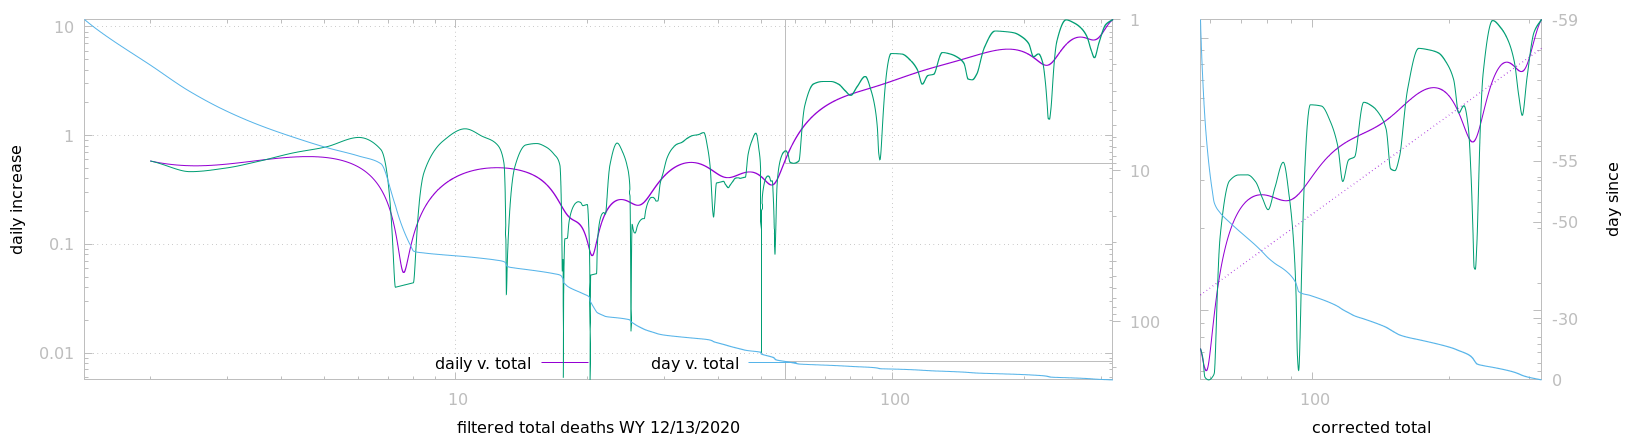 10
1
0.1
0.01
daily increase
daily v. total
day v. total
10
100
filtered total deaths WY 12/13/2020
1
10
100
100
corrected total
-59
-55
-50
-30
0
day since